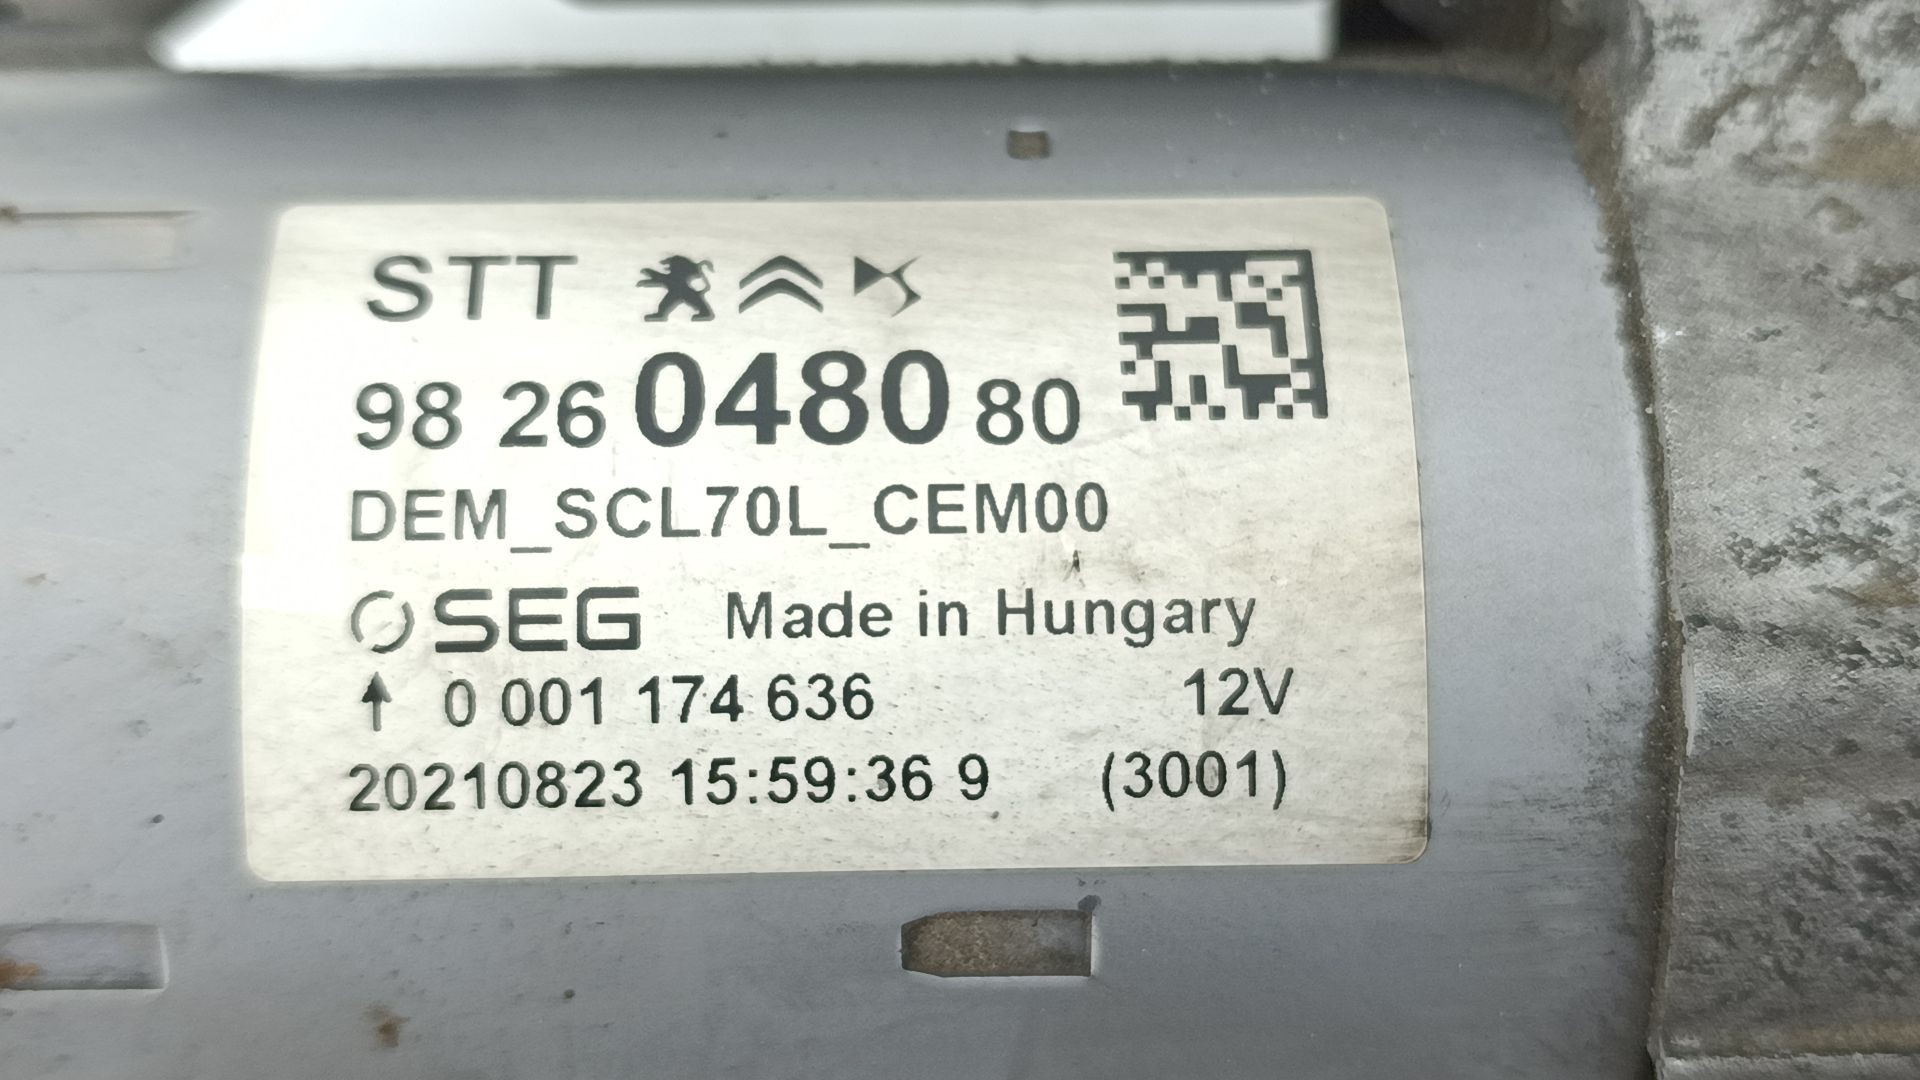 STT
98 26 0480 80
DEM_SCL70L_CEM00
SEG Made in Hungary
↑ 0 001 174 636 12V
20210823 15:59:36 9 (3001)